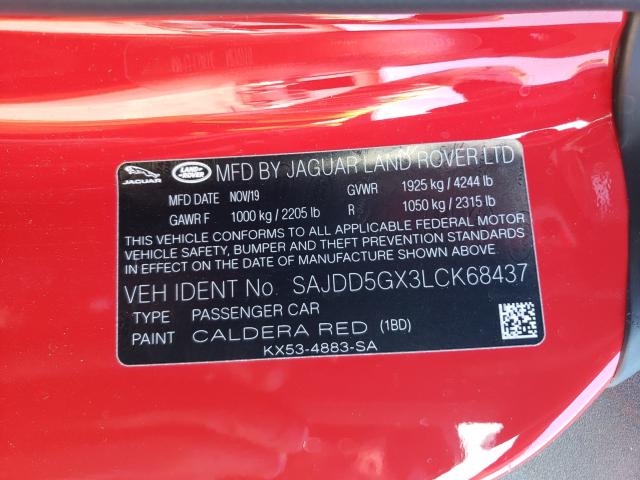 JAGUAR LAND ROVER MFD BY JAGUAR LAND ROVER LTD
MFD DATE NOV/19 GVWR 1925 kg / 4244 lb
GAWR F 1000 kg / 2205 lb R 1050 kg / 2315 lb
THIS VEHICLE CONFORMS TO ALL APPLICABLE FEDERAL MOTOR
VEHICLE SAFETY, BUMPER AND THEFT PREVENTION STANDARDS
IN EFFECT ON THE DATE OF MANUFACTURE SHOWN ABOVE
VEH IDENT No. SAJDD5GX3LCK68437
TYPE PASSENGER CAR
PAINT CALDERA RED (1BD)
KX53-4883-SA